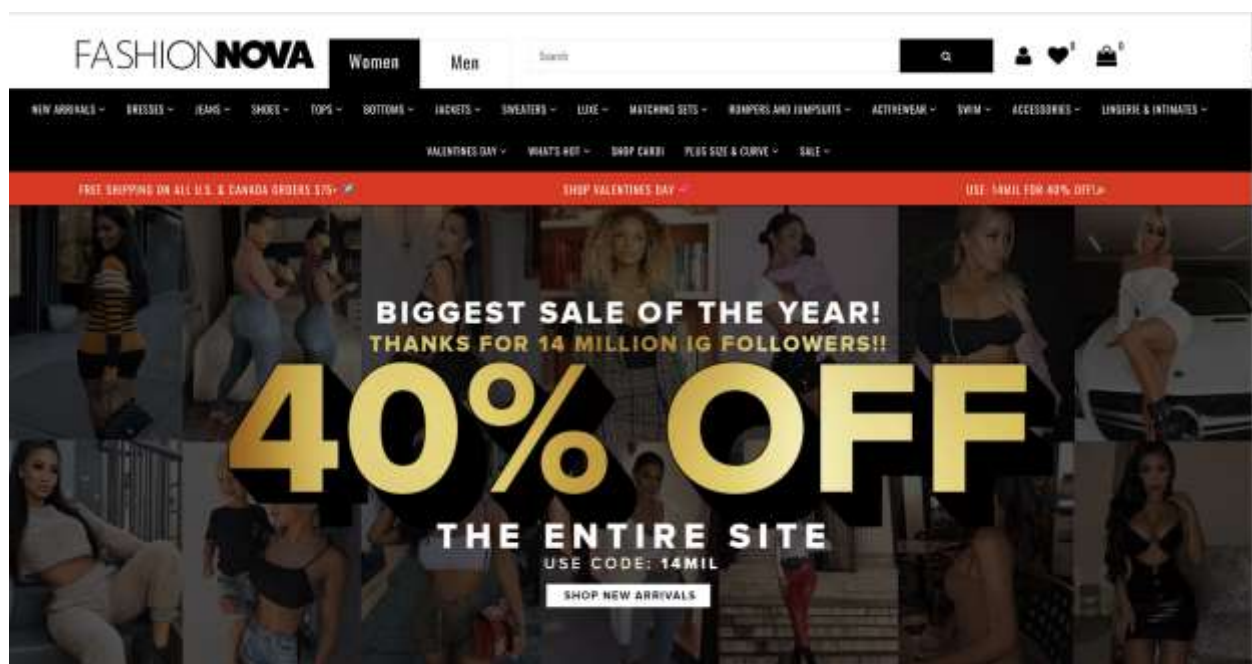 FASHIONNOVA Women Men Search
NEW ARRIVALS DRESSES JEANS SHOES TOPS BOTTOMS JACKETS SWEATERS LUXE MATCHING SETS ROMPERS AND JUMPSUITS ACTIVEWEAR SWIM ACCESSORIES LINGERIE & INTIMATES
VALENTINES DAY WHAT'S HOT SHOP CARDI PLUS SIZE & CURVE SALE
FREE SHIPPING ON ALL U.S. & CANADA ORDERS $75+ SHOP VALENTINES DAY USE: 14MIL FOR 40% OFF!
BIGGEST SALE OF THE YEAR!
THANKS FOR 14 MILLION IG FOLLOWERS!!
40% OFF
THE ENTIRE SITE
USE CODE: 14MIL
SHOP NEW ARRIVALS